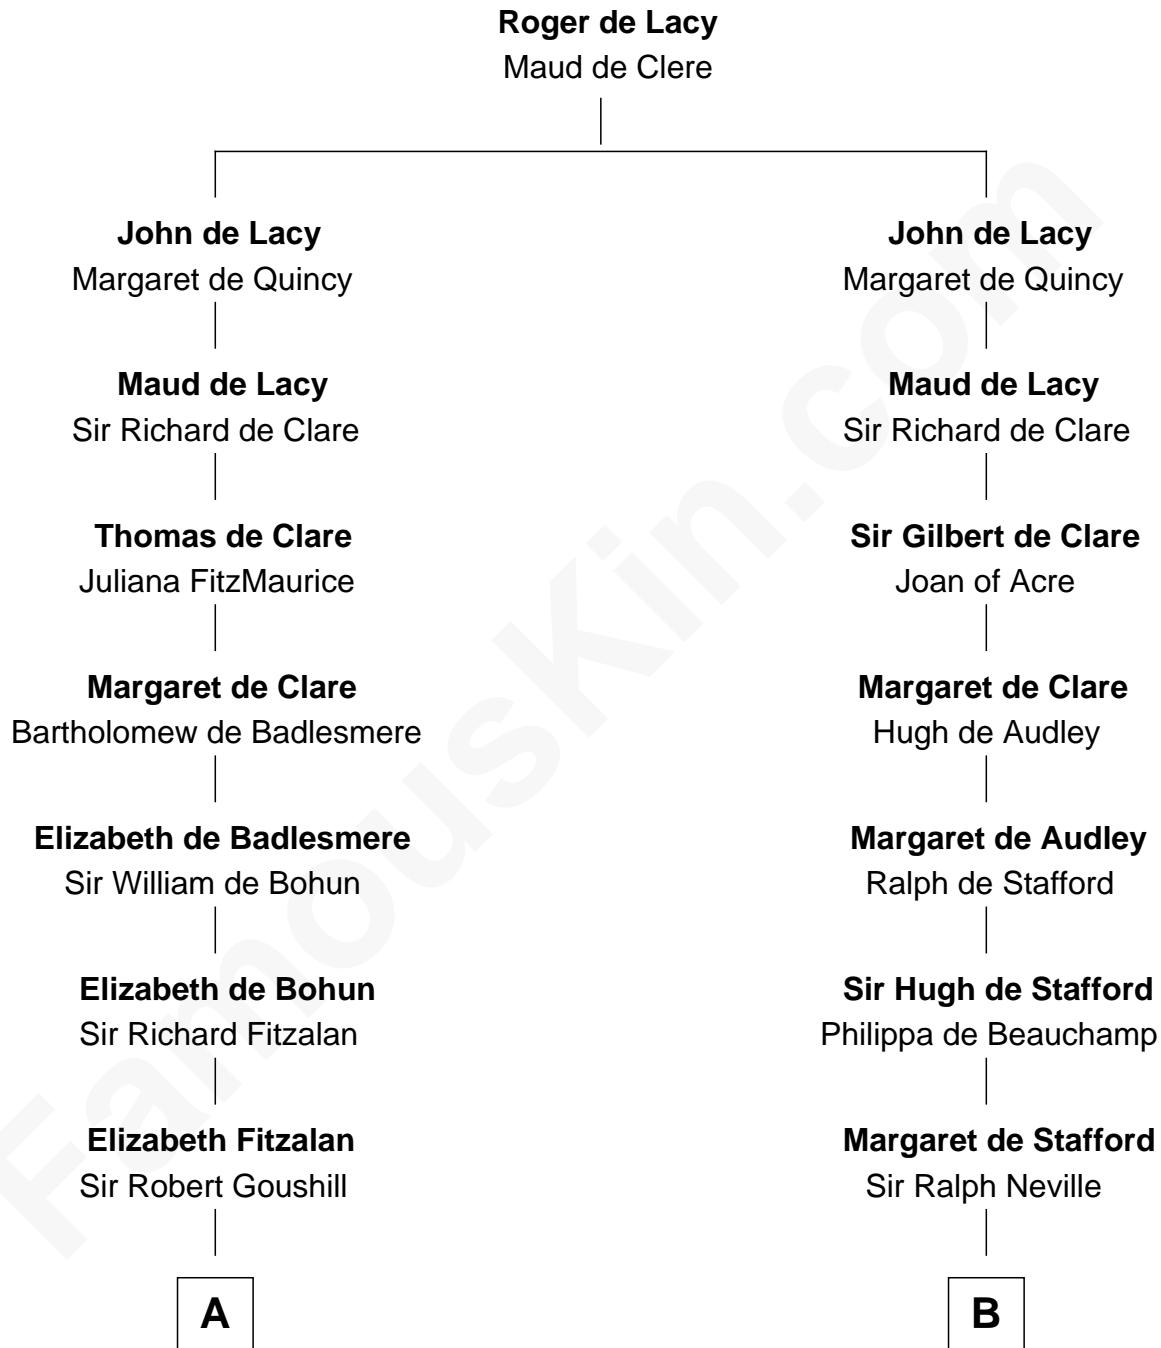 Roger de Lacy
Maud de Clere
John de Lacy
Margaret de Quincy
John de Lacy
Margaret de Quincy
Maud de Lacy
Sir Richard de Clare
Maud de Lacy
Sir Richard de Clare
Thomas de Clare
Juliana FitzMaurice
Sir Gilbert de Clare
Joan of Acre
Margaret de Clare
Bartholomew de Badlesmere
Margaret de Clare
Hugh de Audley
Elizabeth de Badlesmere
Sir William de Bohun
Margaret de Audley
Ralph de Stafford
Elizabeth de Bohun
Sir Richard Fitzalan
Sir Hugh de Stafford
Philippa de Beauchamp
Elizabeth Fitzalan
Sir Robert Goushill
Margaret de Stafford
Sir Ralph Neville
A
B
FamousKin.com